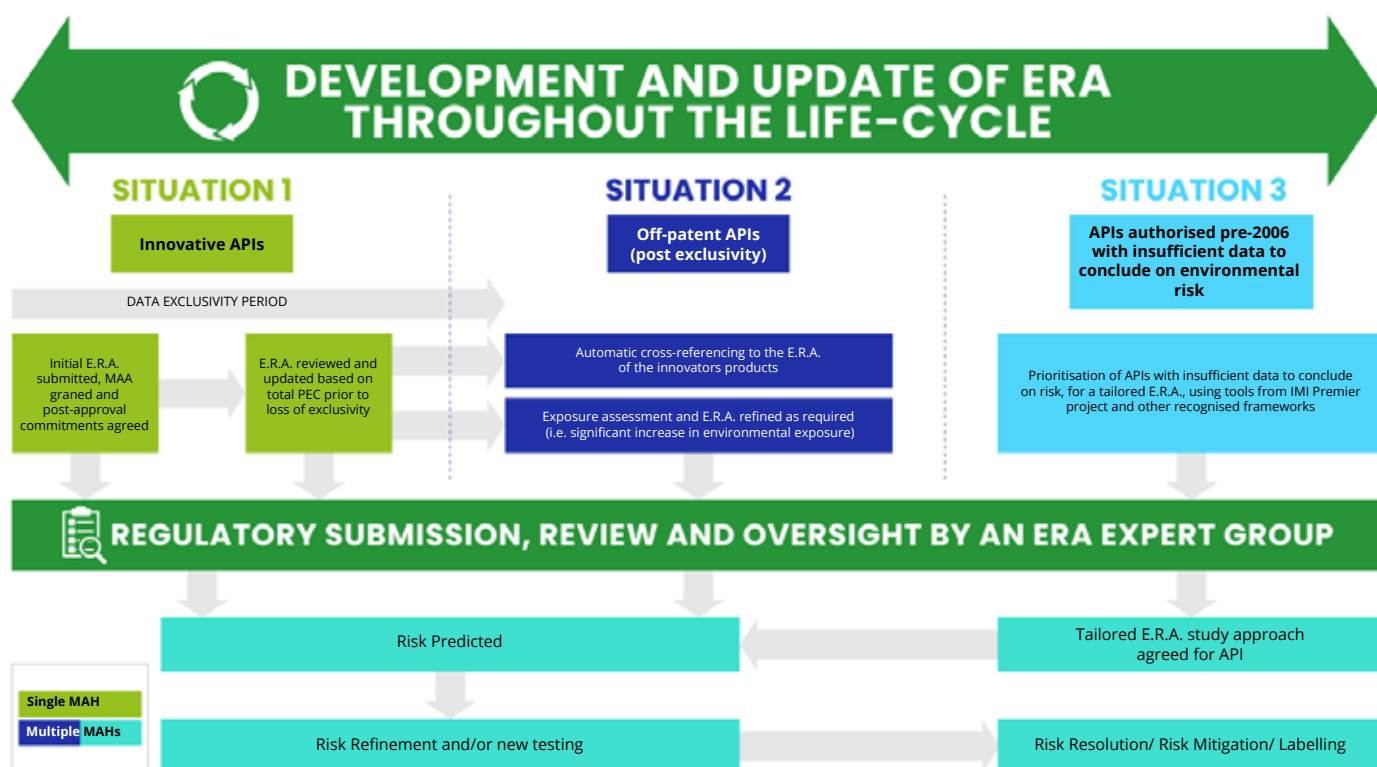 DEVELOPMENT AND UPDATE OF ERA
THROUGHOUT THE LIFE-CYCLE
SITUATION 1
Innovative APIs
SITUATION 2
Off-patent APIs
(post exclusivity)
SITUATION 3
APIs authorised pre-2006
with insufficient data to
conclude on environmental
risk
DATA EXCLUSIVITY PERIOD
Initial E.R.A.
submitted, MAA
graned and
post-approval
commitments agreed
E.R.A. reviewed and
updated based on
total PEC prior to
loss of exclusivity
Automatic cross-referencing to the E.R.A.
of the innovators products
Exposure assessment and E.R.A. refined as required
(i.e. significant increase in environmental exposure)
Prioritisation of APIs with insufficient data to conclude
on risk, for a tailored E.R.A., using tools from IMI Premier
project and other recognised frameworks
REGULATORY SUBMISSION, REVIEW AND OVERSIGHT BY AN ERA EXPERT GROUP
Risk Predicted
Tailored E.R.A. study approach
agreed for API
Single MAH
Multiple MAHs
Risk Refinement and/or new testing
Risk Resolution/ Risk Mitigation/ Labelling